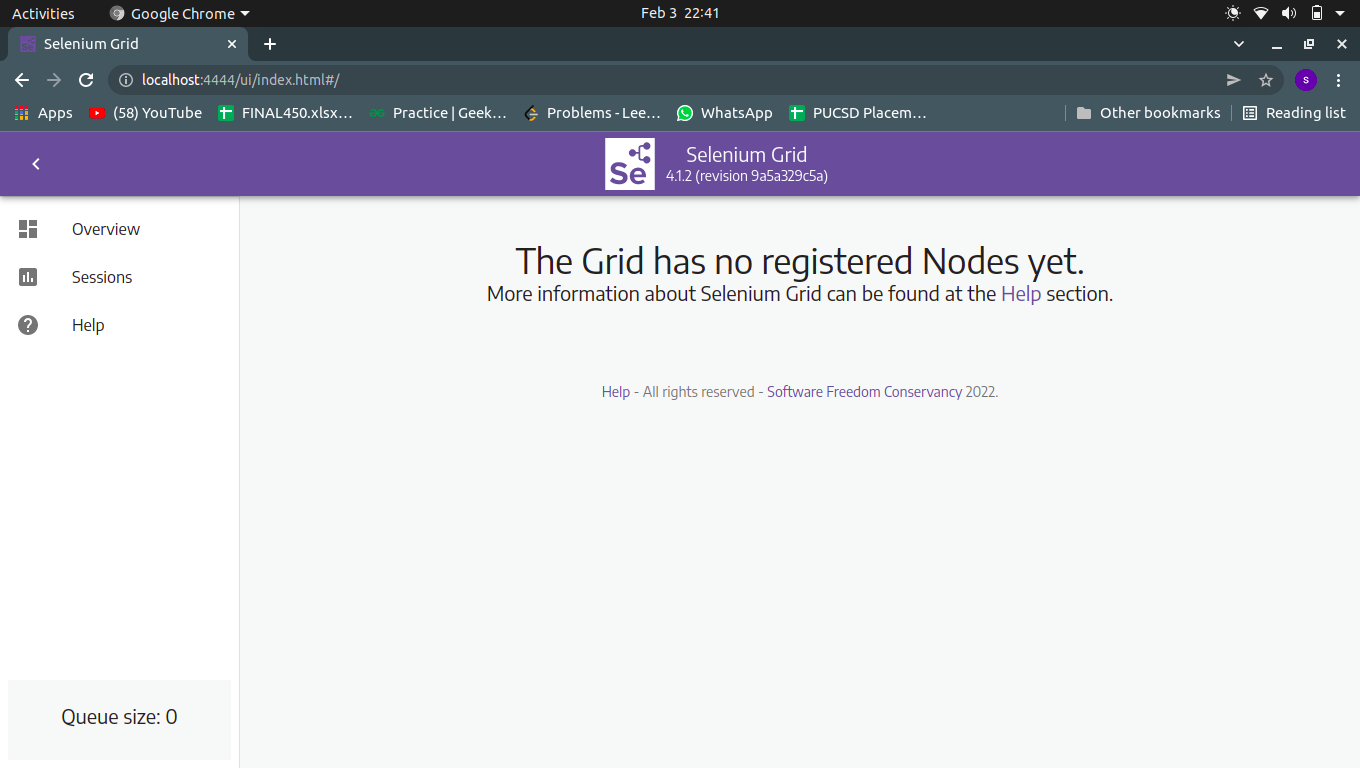 Activities Google Chrome Feb 3 22:41
Selenium Grid
localhost:4444/ui/index.html#/ s
Apps (58) YouTube FINAL450.xlsx... Practice | Geek... Problems - Lee... WhatsApp PUCSD Placem... Other bookmarks Reading list
Se
Selenium Grid
4.1.2 (revision 9a5a329c5a)
Overview
Sessions
Help
The Grid has no registered Nodes yet.
More information about Selenium Grid can be found at the Help section.
Help - All rights reserved - Software Freedom Conservancy 2022.
Queue size: 0